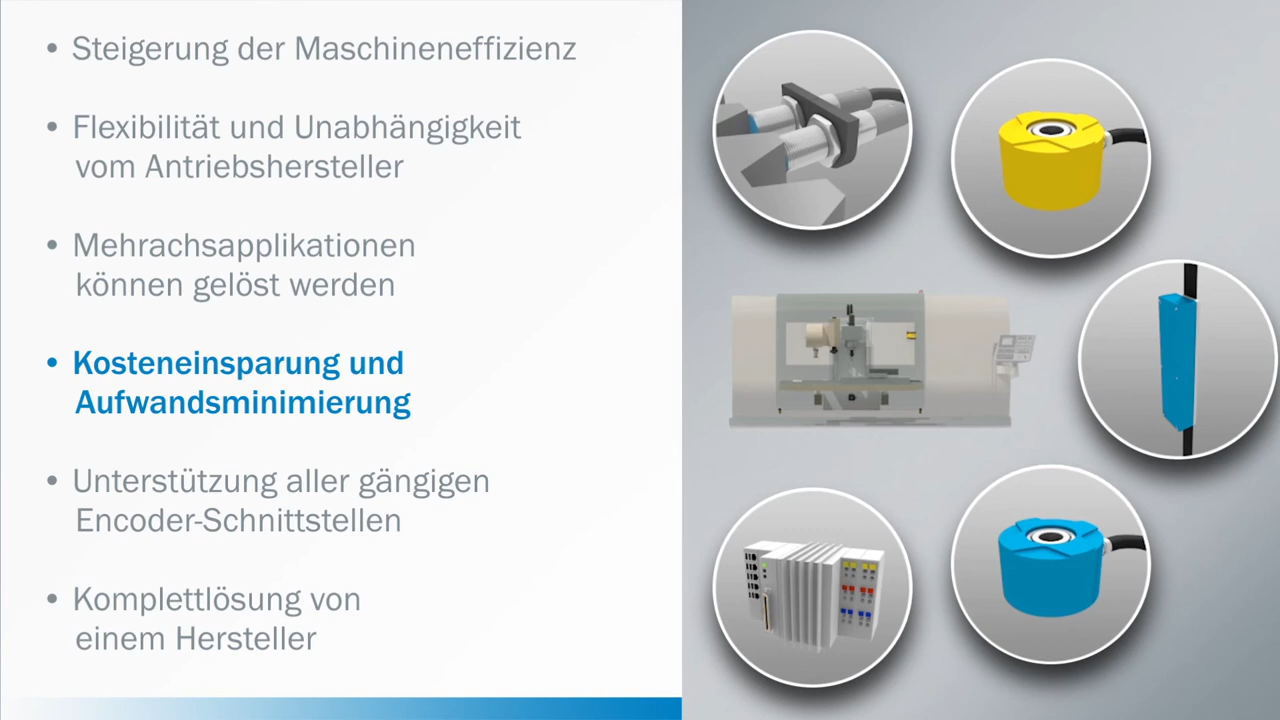 • Steigerung der Maschineneffizienz
• Flexibilität und Unabhängigkeit
vom Antriebshersteller
• Mehrachsapplikationen
können gelöst werden
• Kosteneinsparung und
Aufwandsminimierung
• Unterstützung aller gängigen
Encoder-Schnittstellen
• Komplettlösung von
einem Hersteller